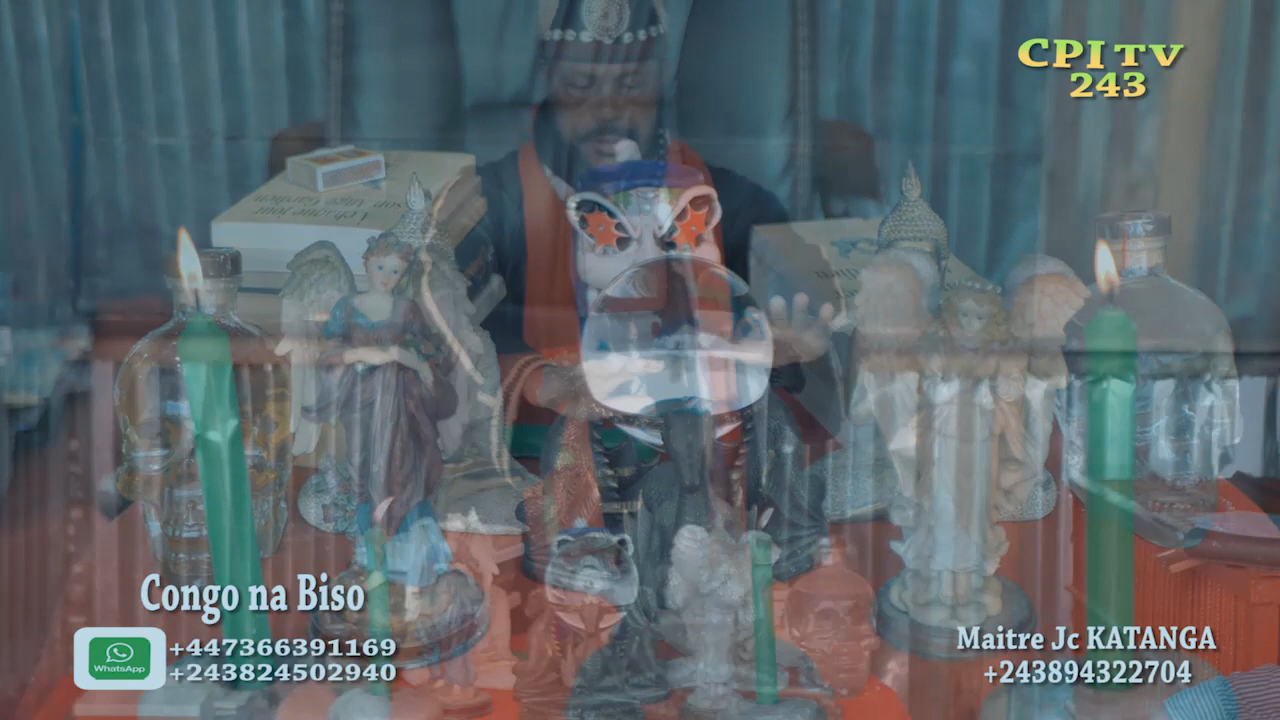 CPI TV
243
Congo na Biso
WhatsApp
+447366391169
+243824502940
Maitre Jc KATANGA
+243894322704